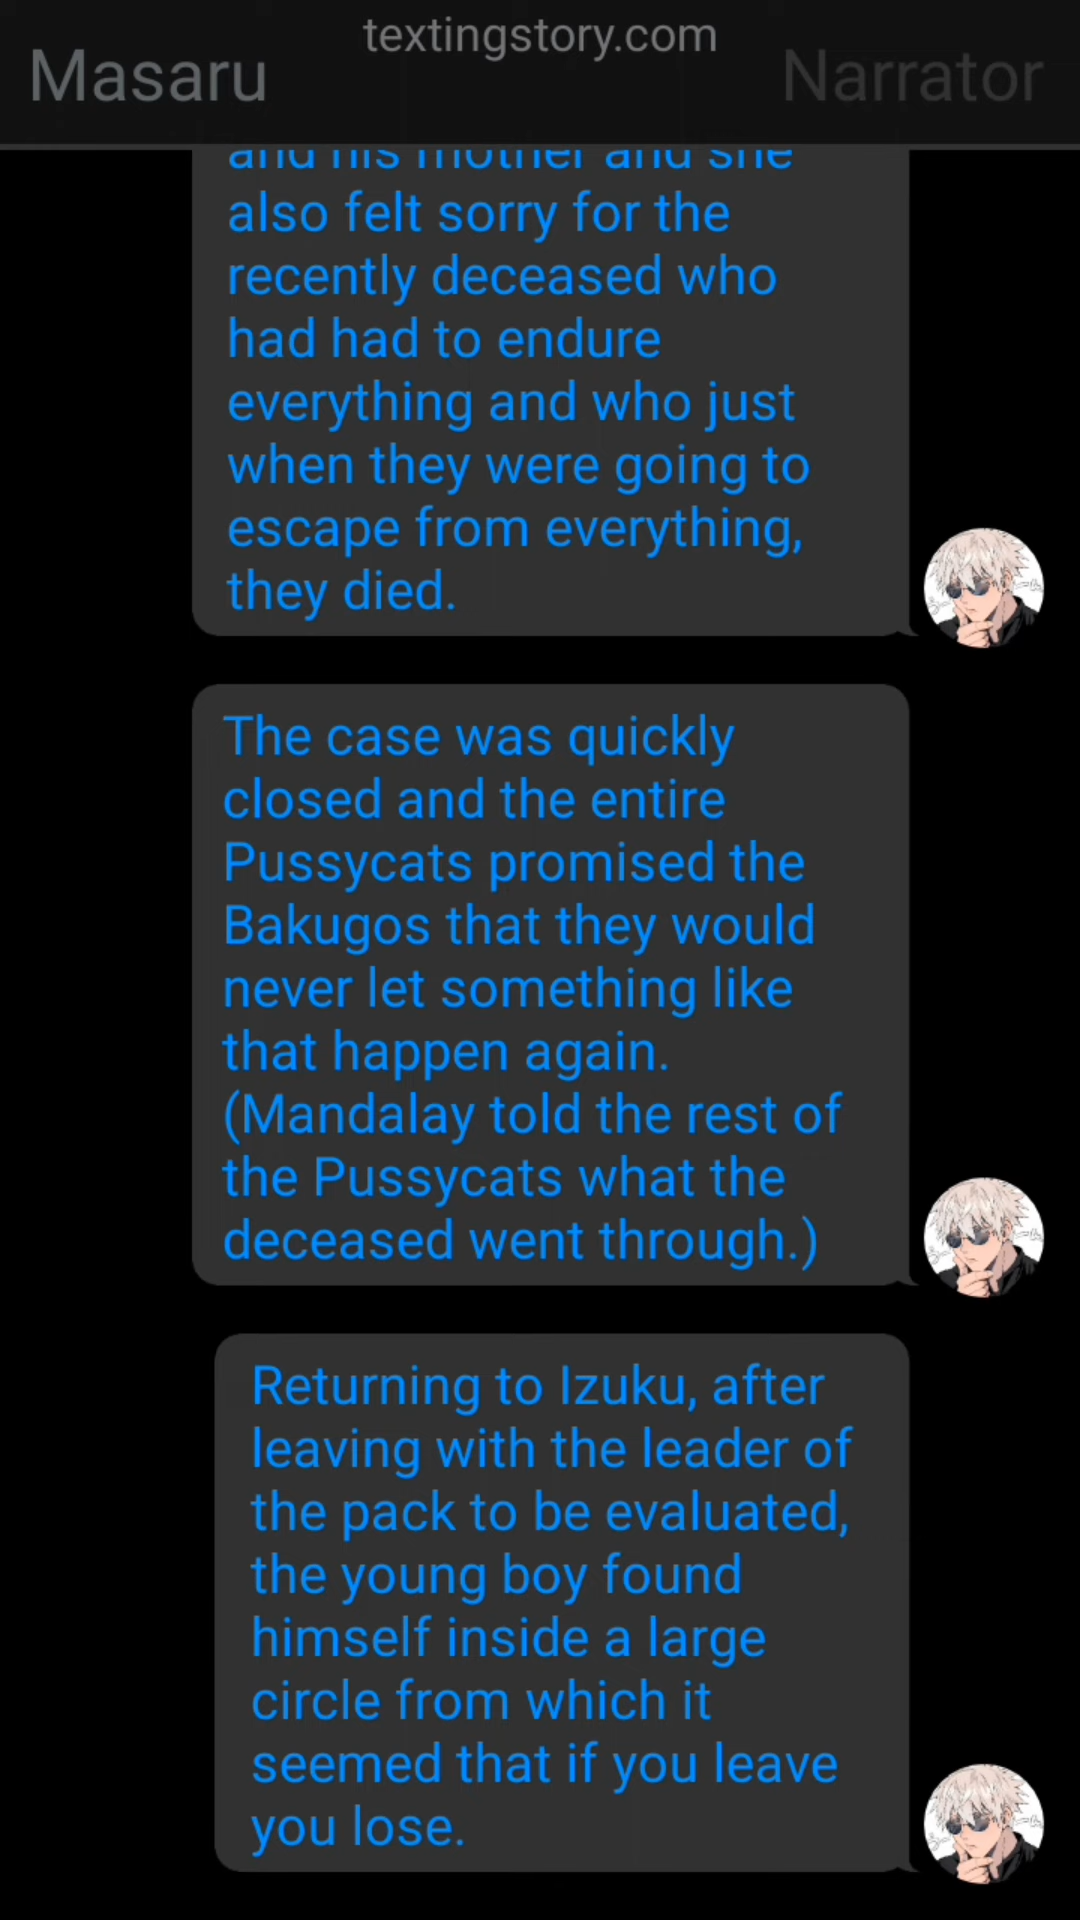 textingstory.com
Masaru
Narrator
and his mother and she
also felt sorry for the
recently deceased who
had had to endure
everything and who just
when they were going to
escape from everything,
they died.
The case was quickly
closed and the entire
Pussycats promised the
Bakugos that they would
never let something like
that happen again.
(Mandalay told the rest of
the Pussycats what the
deceased went through.)
Returning to Izuku, after
leaving with the leader of
the pack to be evaluated,
the young boy found
himself inside a large
circle from which it
seemed that if you leave
you lose.